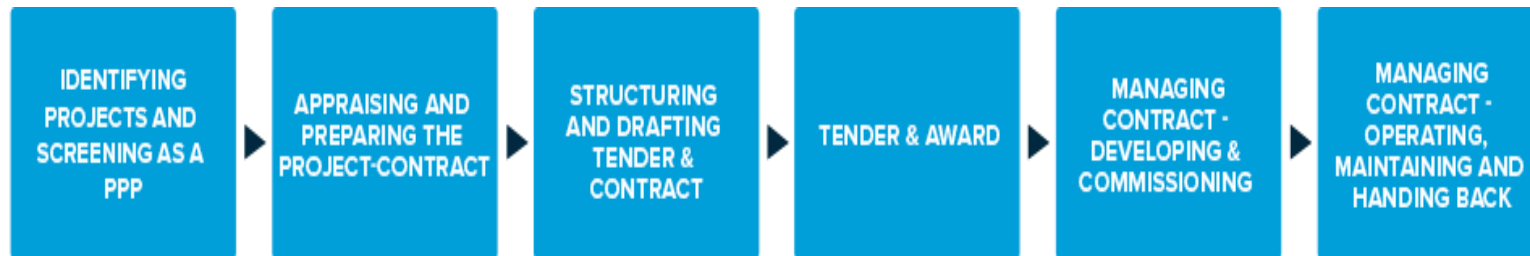 IDENTIFYING
PROJECTS AND
SCREENING AS A
PPP
APPRAISING AND
PREPARING THE
PROJECT-CONTRACT
STRUCTURING
AND DRAFTING
TENDER &
CONTRACT
TENDER & AWARD
MANAGING
CONTRACT -
DEVELOPING &
COMMISSIONING
MANAGING
CONTRACT -
OPERATING,
MAINTAINING AND
HANDING BACK